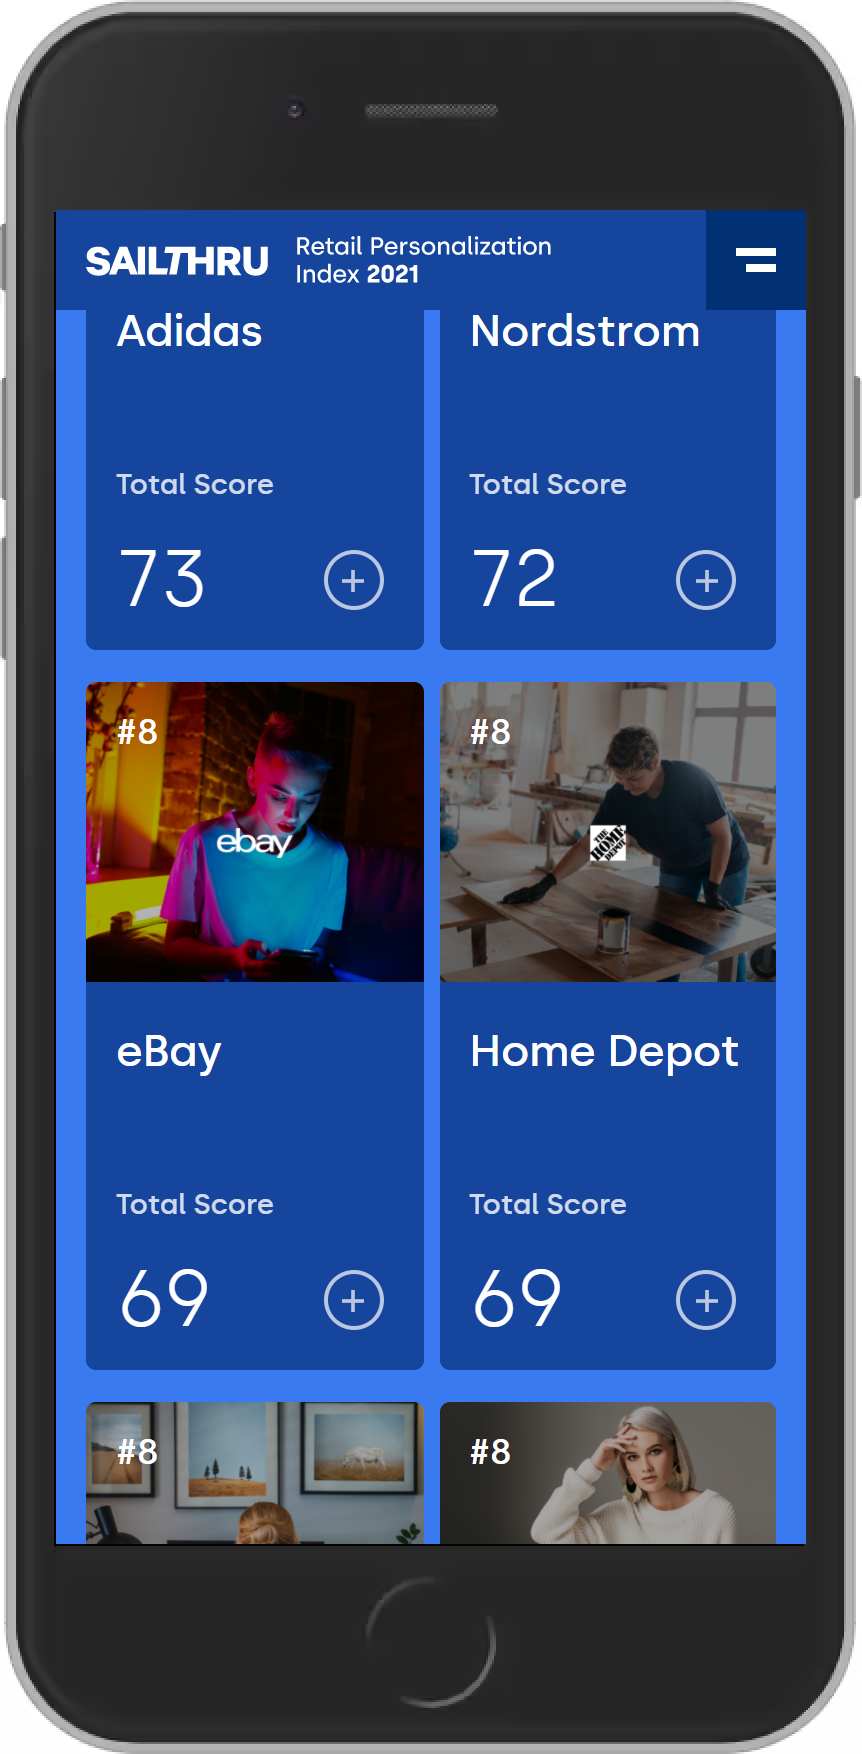 SAILTHRU
Retail Personalization
Index 2021
Adidas
Nordstrom
Total Score
Total Score
73
72
#8
#8
ebay
THE
HOME
DEPOT
eBay
Home Depot
Total Score
Total Score
69
69
#8
#8